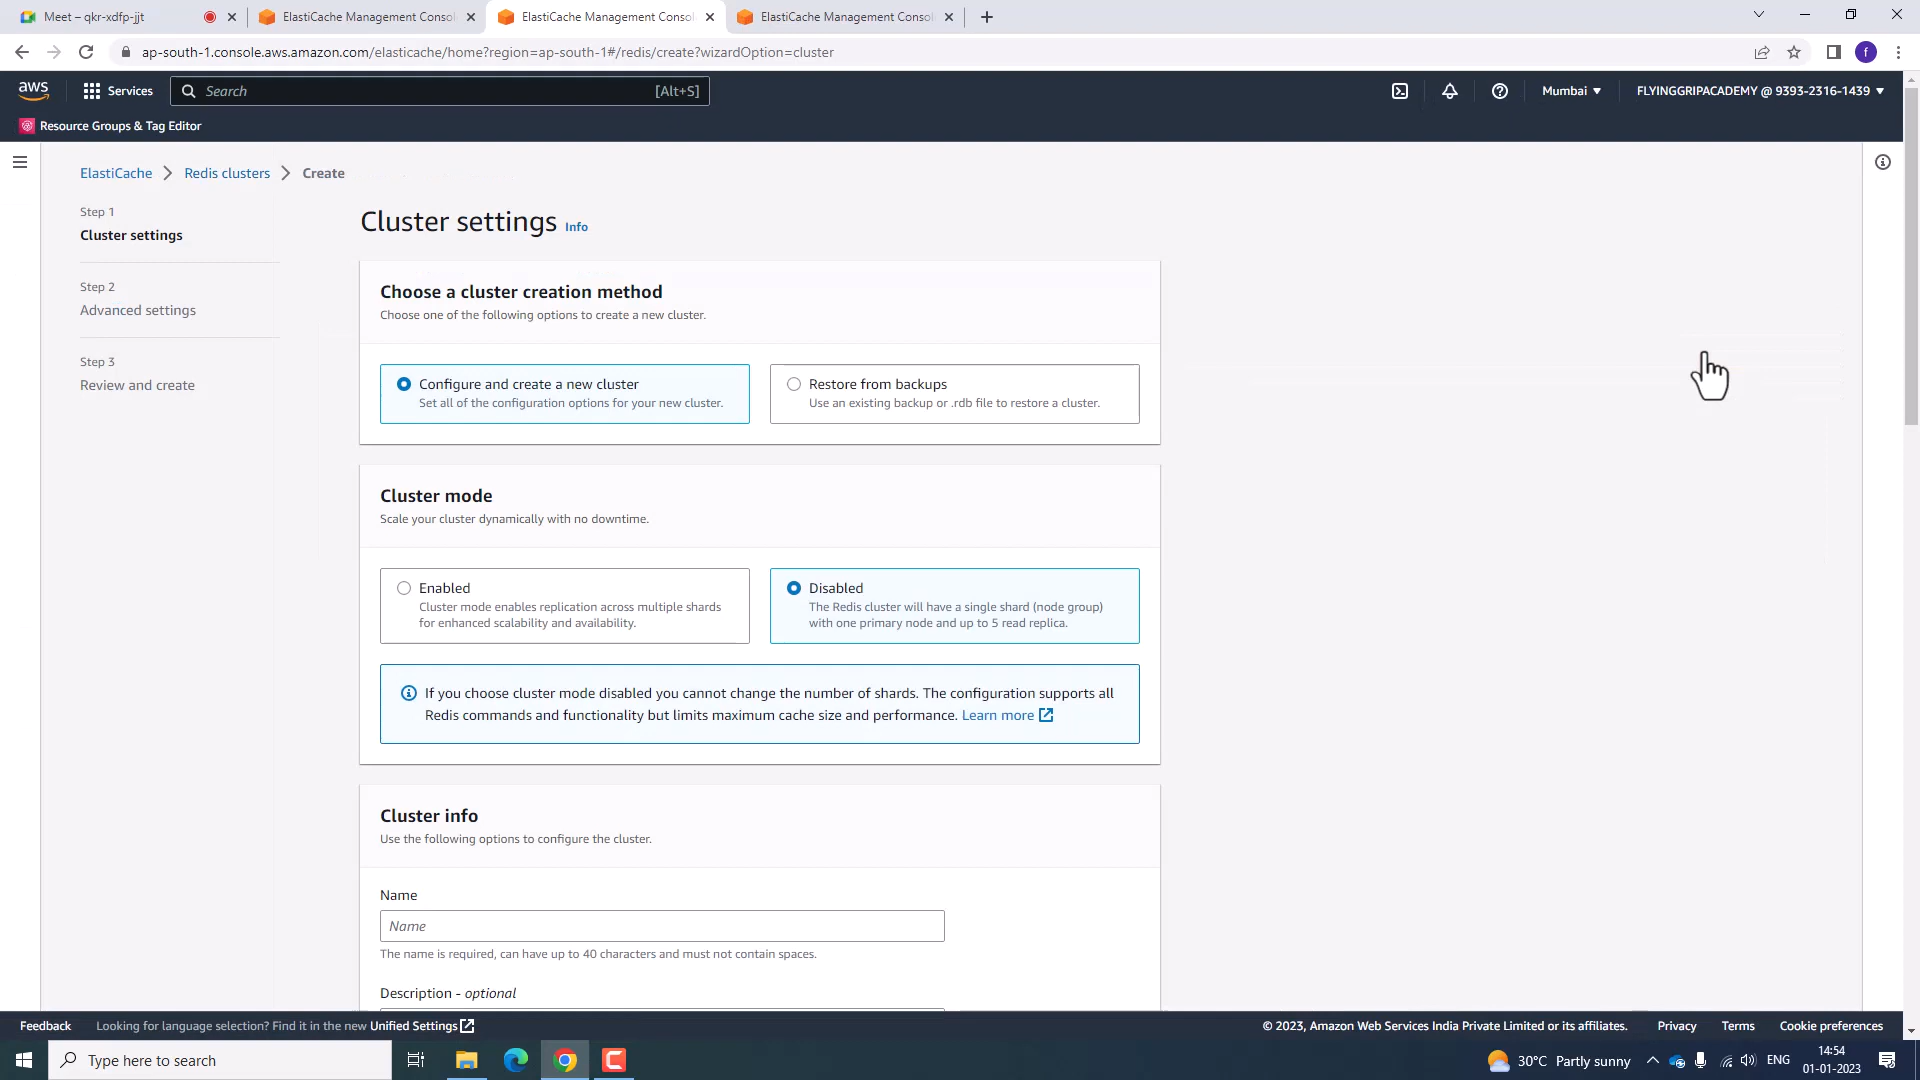 Meet – qkr-xdfp-jjt
ElastiCache Management Consol
ElastiCache Management Consol
ElastiCache Management Consol
ap-south-1.console.aws.amazon.com/elasticache/home?region=ap-south-1#/redis/create?wizardOption=cluster
f
aws
Services
Search
[Alt+S]
Mumbai
FLYINGGRIPACADEMY @ 9393-2316-1439
Resource Groups & Tag Editor
ElastiCache
Redis clusters
Create
Step 1
Cluster settings
Step 2
Advanced settings
Step 3
Review and create
Cluster settings Info
Choose a cluster creation method
Choose one of the following options to create a new cluster.
Configure and create a new cluster
Set all of the configuration options for your new cluster.
Restore from backups
Use an existing backup or .rdb file to restore a cluster.
Cluster mode
Scale your cluster dynamically with no downtime.
Enabled
Cluster mode enables replication across multiple shards
for enhanced scalability and availability.
Disabled
The Redis cluster will have a single shard (node group)
with one primary node and up to 5 read replica.
If you choose cluster mode disabled you cannot change the number of shards. The configuration supports all
Redis commands and functionality but limits maximum cache size and performance. Learn more
Cluster info
Use the following options to configure the cluster.
Name
Name
The name is required, can have up to 40 characters and must not contain spaces.
Description - optional
Feedback
Looking for language selection? Find it in the new Unified Settings
© 2023, Amazon Web Services India Private Limited or its affiliates.
Privacy
Terms
Cookie preferences
Type here to search
30°C Partly sunny
ENG
14:54
01-01-2023